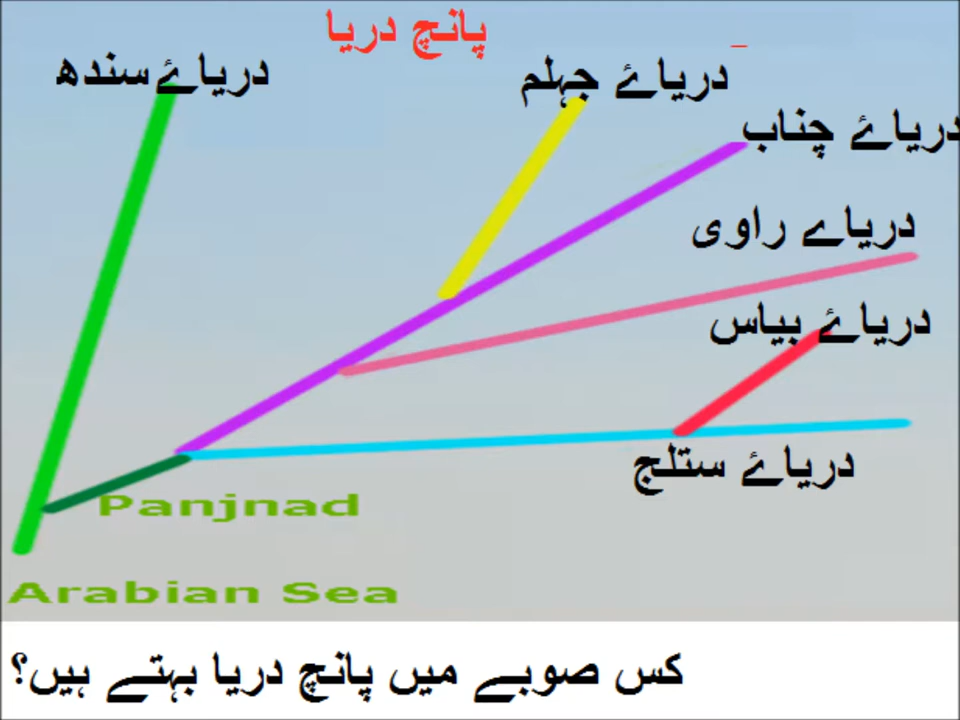 پانچ دریا
دریائے سندھ
دریائے جہلم
دریائے چناب
دریاے راوی
دریائے بیاس
دریائے ستلج
Panjnad
Arabian Sea
کس صوبے میں پانچ دریا بہتے ہیں؟